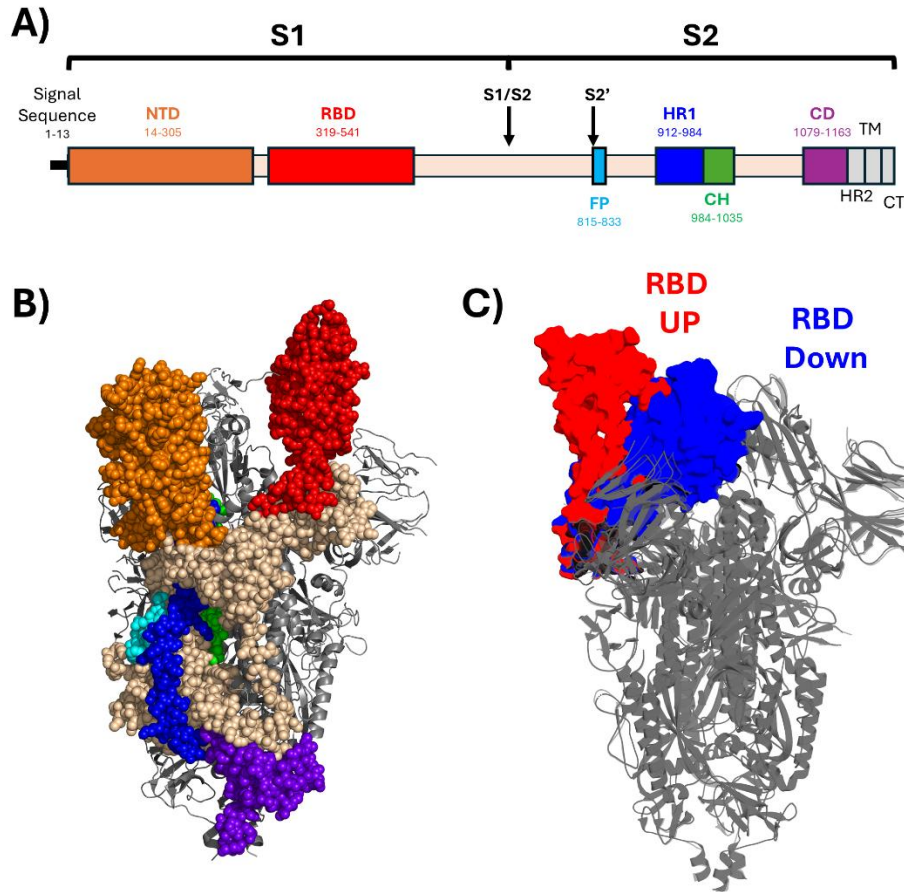 A)
S1
S2
Signal
Sequence
1-13
NTD
14-305
RBD
319-541
S1/S2
S2'
HR1
912-984
CD
1079-1163
TM
FP
815-833
CH
984-1035
HR2
CT
B)
C)
RBD
UP
RBD
Down